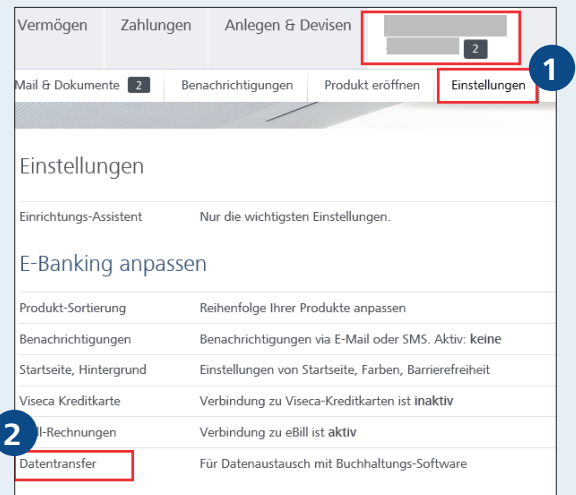 Vermögen Zahlungen Anlegen & Devisen
2
1
Mail & Dokumente 2 Benachrichtigungen Produkt eröffnen Einstellungen
Einstellungen
Einrichtungs-Assistent Nur die wichtigsten Einstellungen.
E-Banking anpassen
Produkt-Sortierung Reihenfolge Ihrer Produkte anpassen
Benachrichtigungen Benachrichtigungen via E-Mail oder SMS. Aktiv: keine
Startseite, Hintergrund Einstellungen von Startseite, Farben, Barrierefreiheit
Viseca Kreditkarte Verbindung zu Viseca-Kreditkarten ist inaktiv
2
ll-Rechnungen Verbindung zu eBill ist aktiv
Datentransfer Für Datenaustausch mit Buchhaltungs-Software